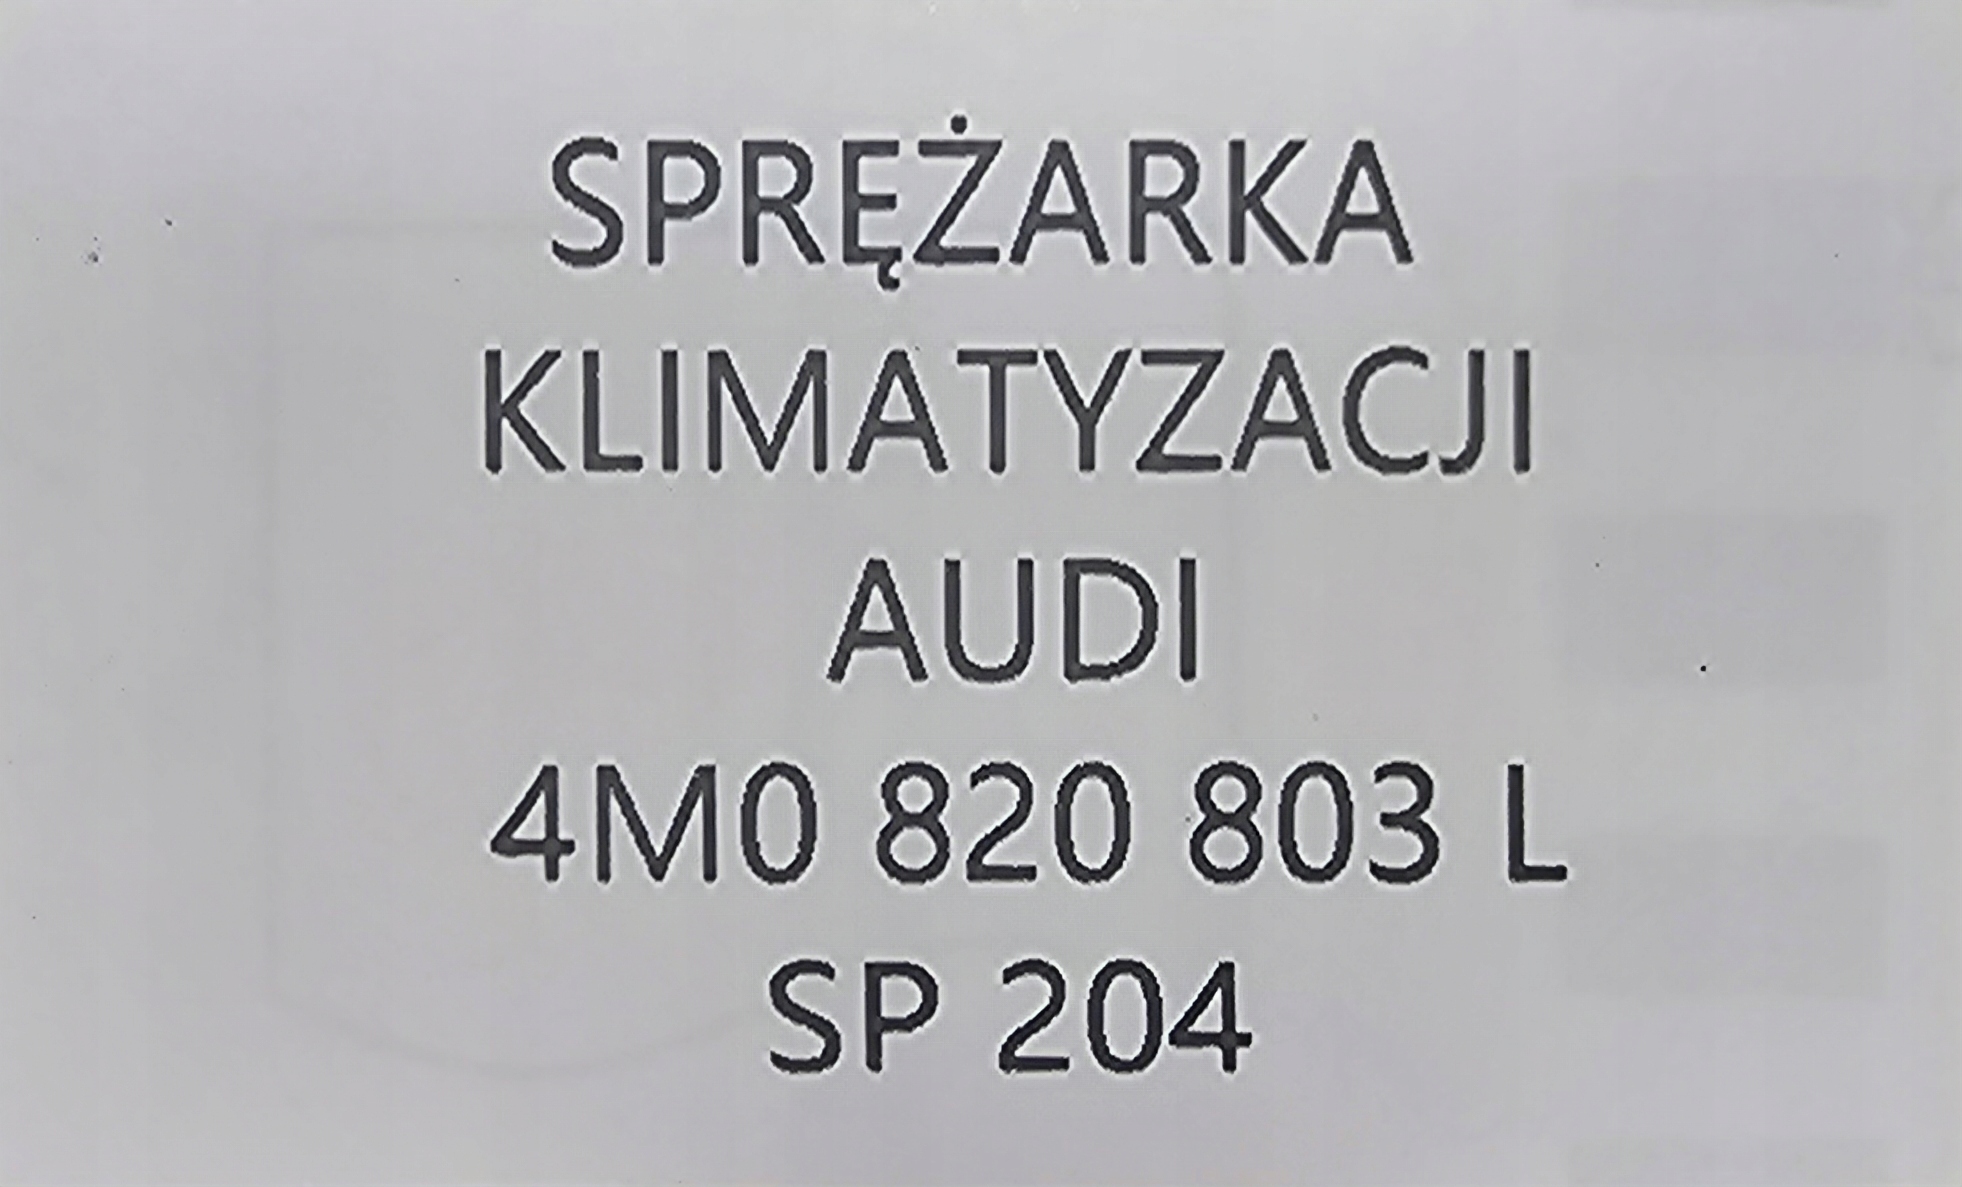 SPRĘŻARKA
KLIMATYZACJI
AUDI
4M0 820 803 L
SP 204